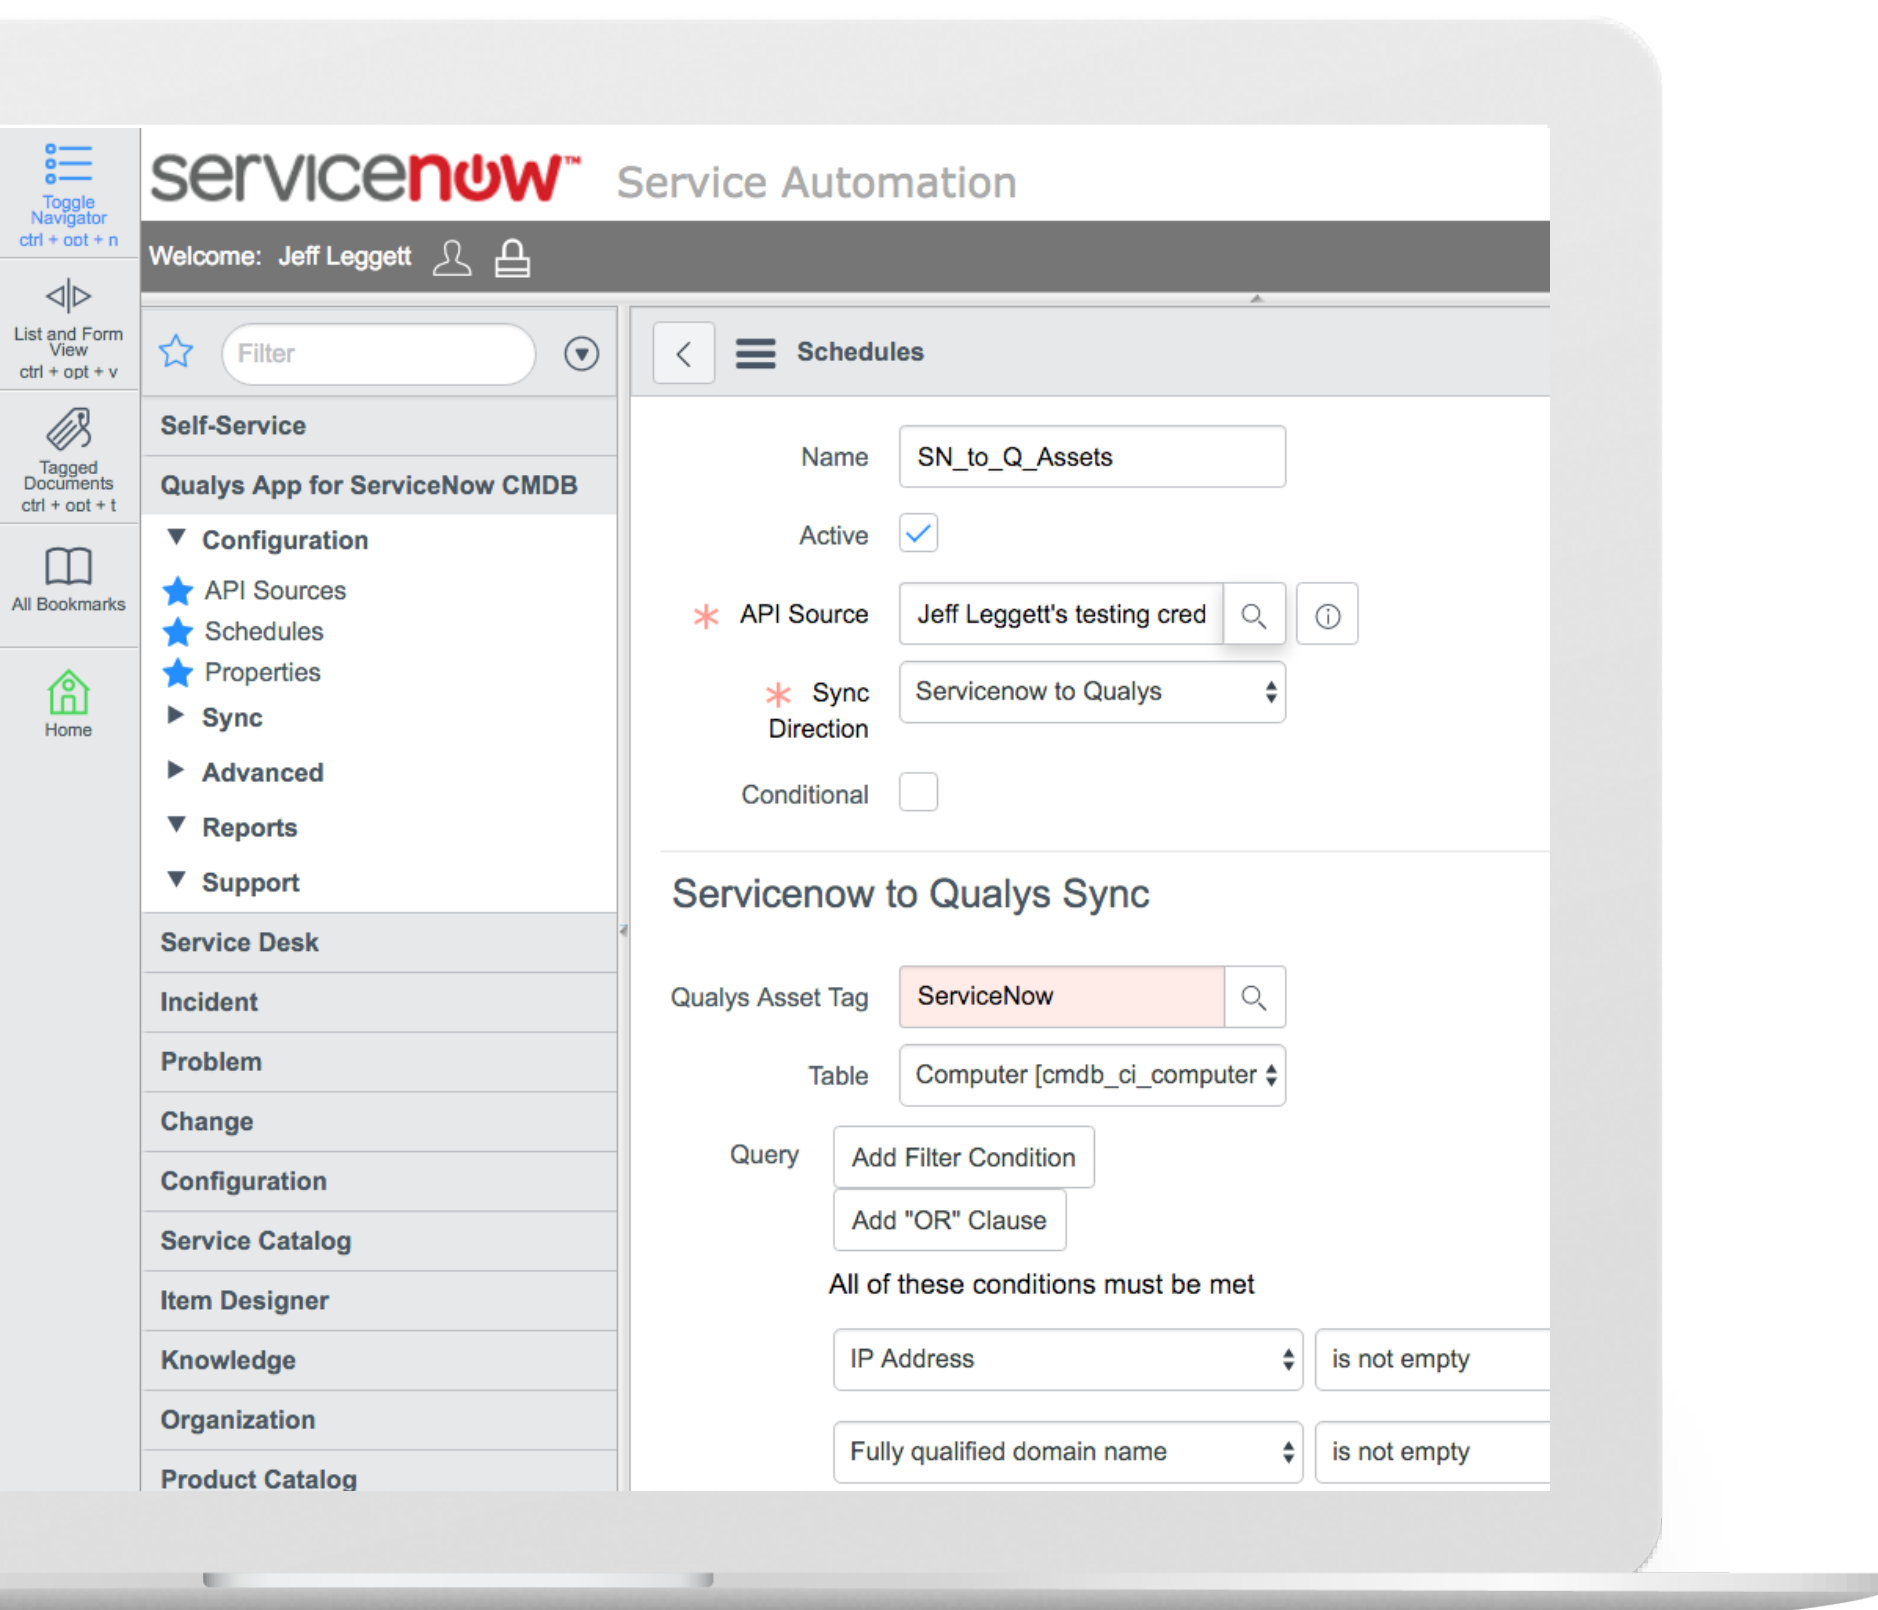 Toggle
Navigator
ctrl + opt + n
List and Form
View
ctrl + opt + v
Tagged
Documents
ctrl + opt + t
All Bookmarks
Home
servicenow™ Service Automation
Welcome: Jeff Leggett
Filter
Self-Service
Qualys App for ServiceNow CMDB
Configuration
API Sources
Schedules
Properties
Sync
Advanced
Reports
Support
Service Desk
Incident
Problem
Change
Configuration
Service Catalog
Item Designer
Knowledge
Organization
Product Catalog
Schedules
Name SN_to_Q_Assets
Active
* API Source Jeff Leggett's testing cred
* Sync
Direction
Servicenow to Qualys
Conditional
Servicenow to Qualys Sync
Qualys Asset Tag ServiceNow
Table Computer [cmdb_ci_computer
Query Add Filter Condition
Add "OR" Clause
All of these conditions must be met
IP Address is not empty
Fully qualified domain name is not empty